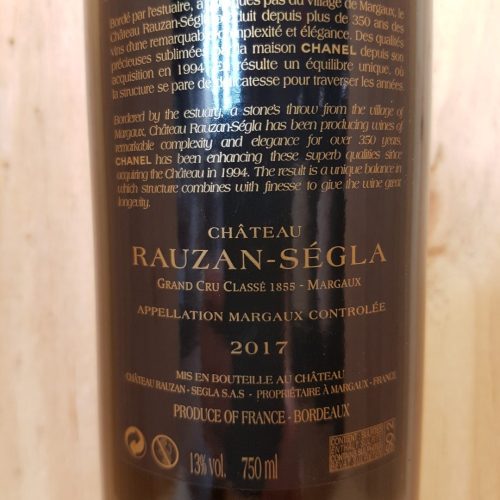 Bordé par l'estuaire, à quelques pas du village de Margaux, le
Château Rauzan-Ségla produit depuis plus de 350 ans des
vins d'une remarquable complexité et élégance. Des qualités
précieuses sublimées par la maison CHANEL depuis son
acquisition en 1994. Il en résulte un équilibre unique, où
la structure se pare de délicatesse pour traverser les années.
Bordered by the estuary, a stone's throw from the village of
Margaux, Château Rauzan-Ségla has been producing wines of
remarkable complexity and elegance for over 350 years.
CHANEL has been enhancing these superb qualities since
acquiring the Château in 1994. The result is a unique balance in
which structure combines with finesse to give the wine great
longevity.
CHÂTEAU
RAUZAN-SÉGLA
GRAND CRU CLASSÉ 1855 - MARGAUX
APPELLATION MARGAUX CONTRÔLÉE
2017
MIS EN BOUTEILLE AU CHÂTEAU
CHÂTEAU RAUZAN - SEGLA S.A.S - PROPRIÉTAIRE À MARGAUX - FRANCE
PRODUCE OF FRANCE - BORDEAUX
13% vol. 750 ml